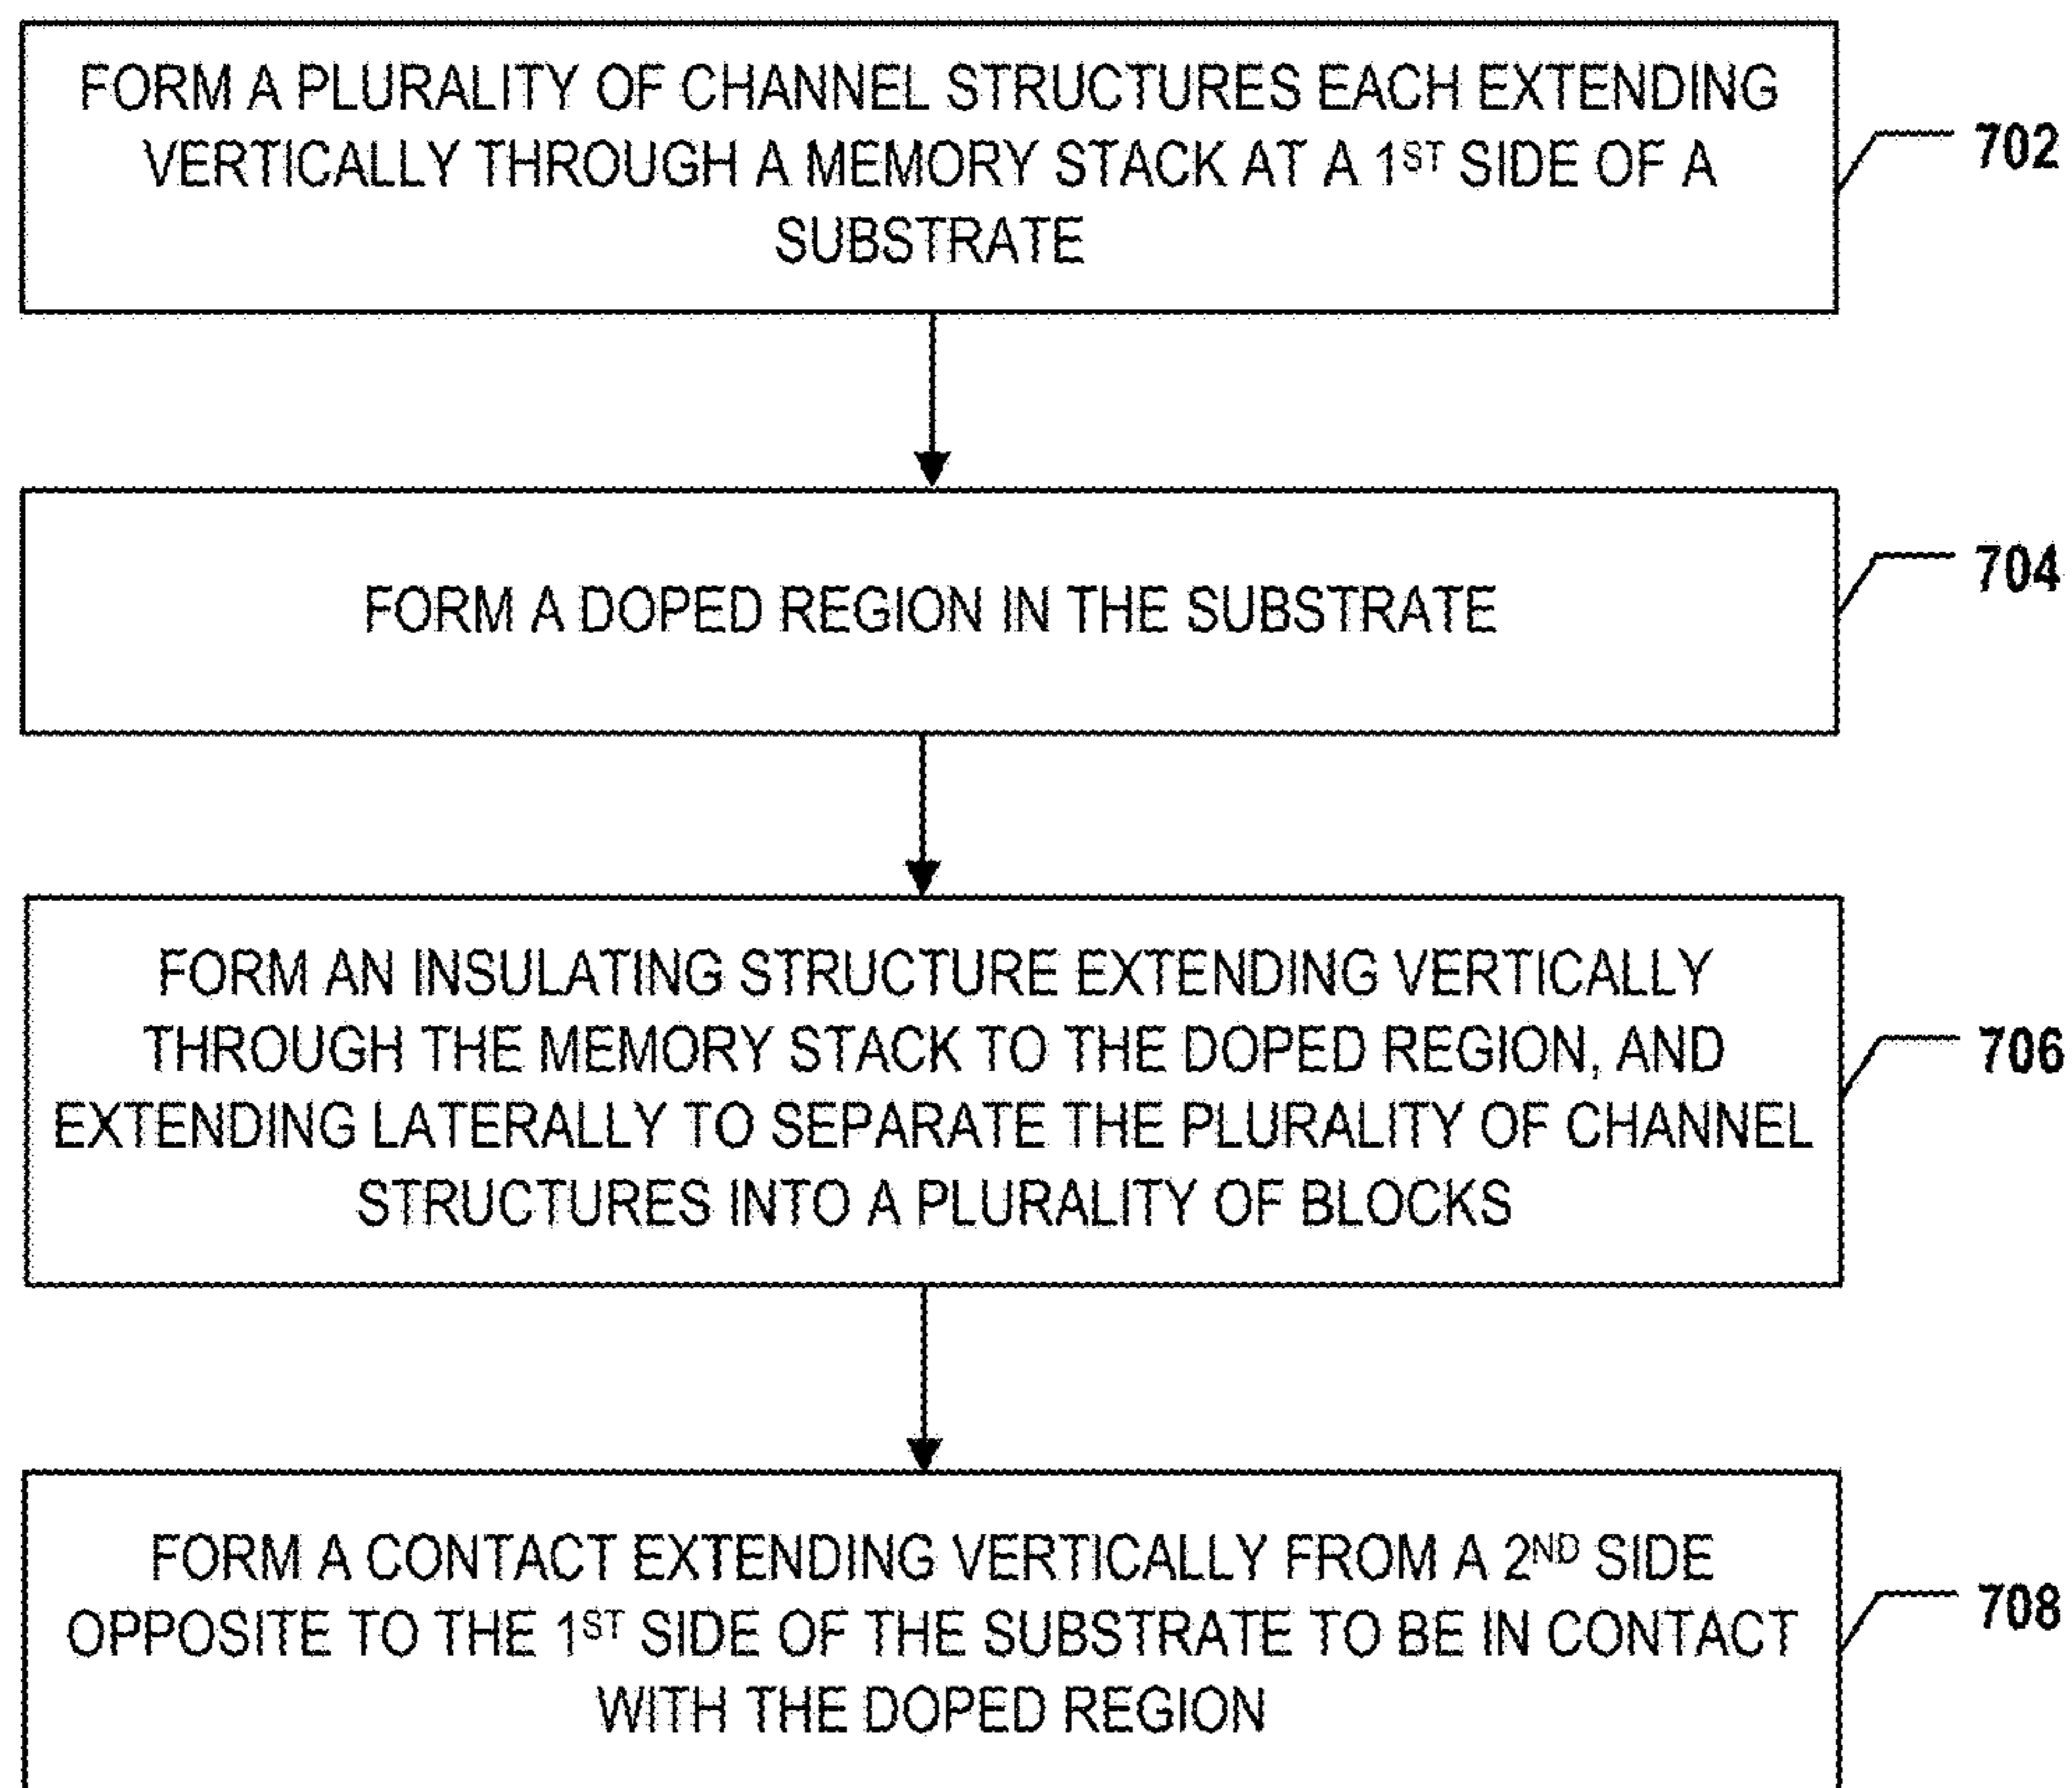 FORM A PLURALITY OF CHANNEL STRUCTURES EACH EXTENDING
VERTICALLY THROUGH A MEMORY STACK AT A 1ST SIDE OF A
SUBSTRATE
702
FORM A DOPED REGION IN THE SUBSTRATE
704
FORM AN INSULATING STRUCTURE EXTENDING VERTICALLY
THROUGH THE MEMORY STACK TO THE DOPED REGION, AND
EXTENDING LATERALLY TO SEPARATE THE PLURALITY OF CHANNEL
STRUCTURES INTO A PLURALITY OF BLOCKS
706
FORM A CONTACT EXTENDING VERTICALLY FROM A 2ND SIDE
OPPOSITE TO THE 1ST SIDE OF THE SUBSTRATE TO BE IN CONTACT
WITH THE DOPED REGION
708